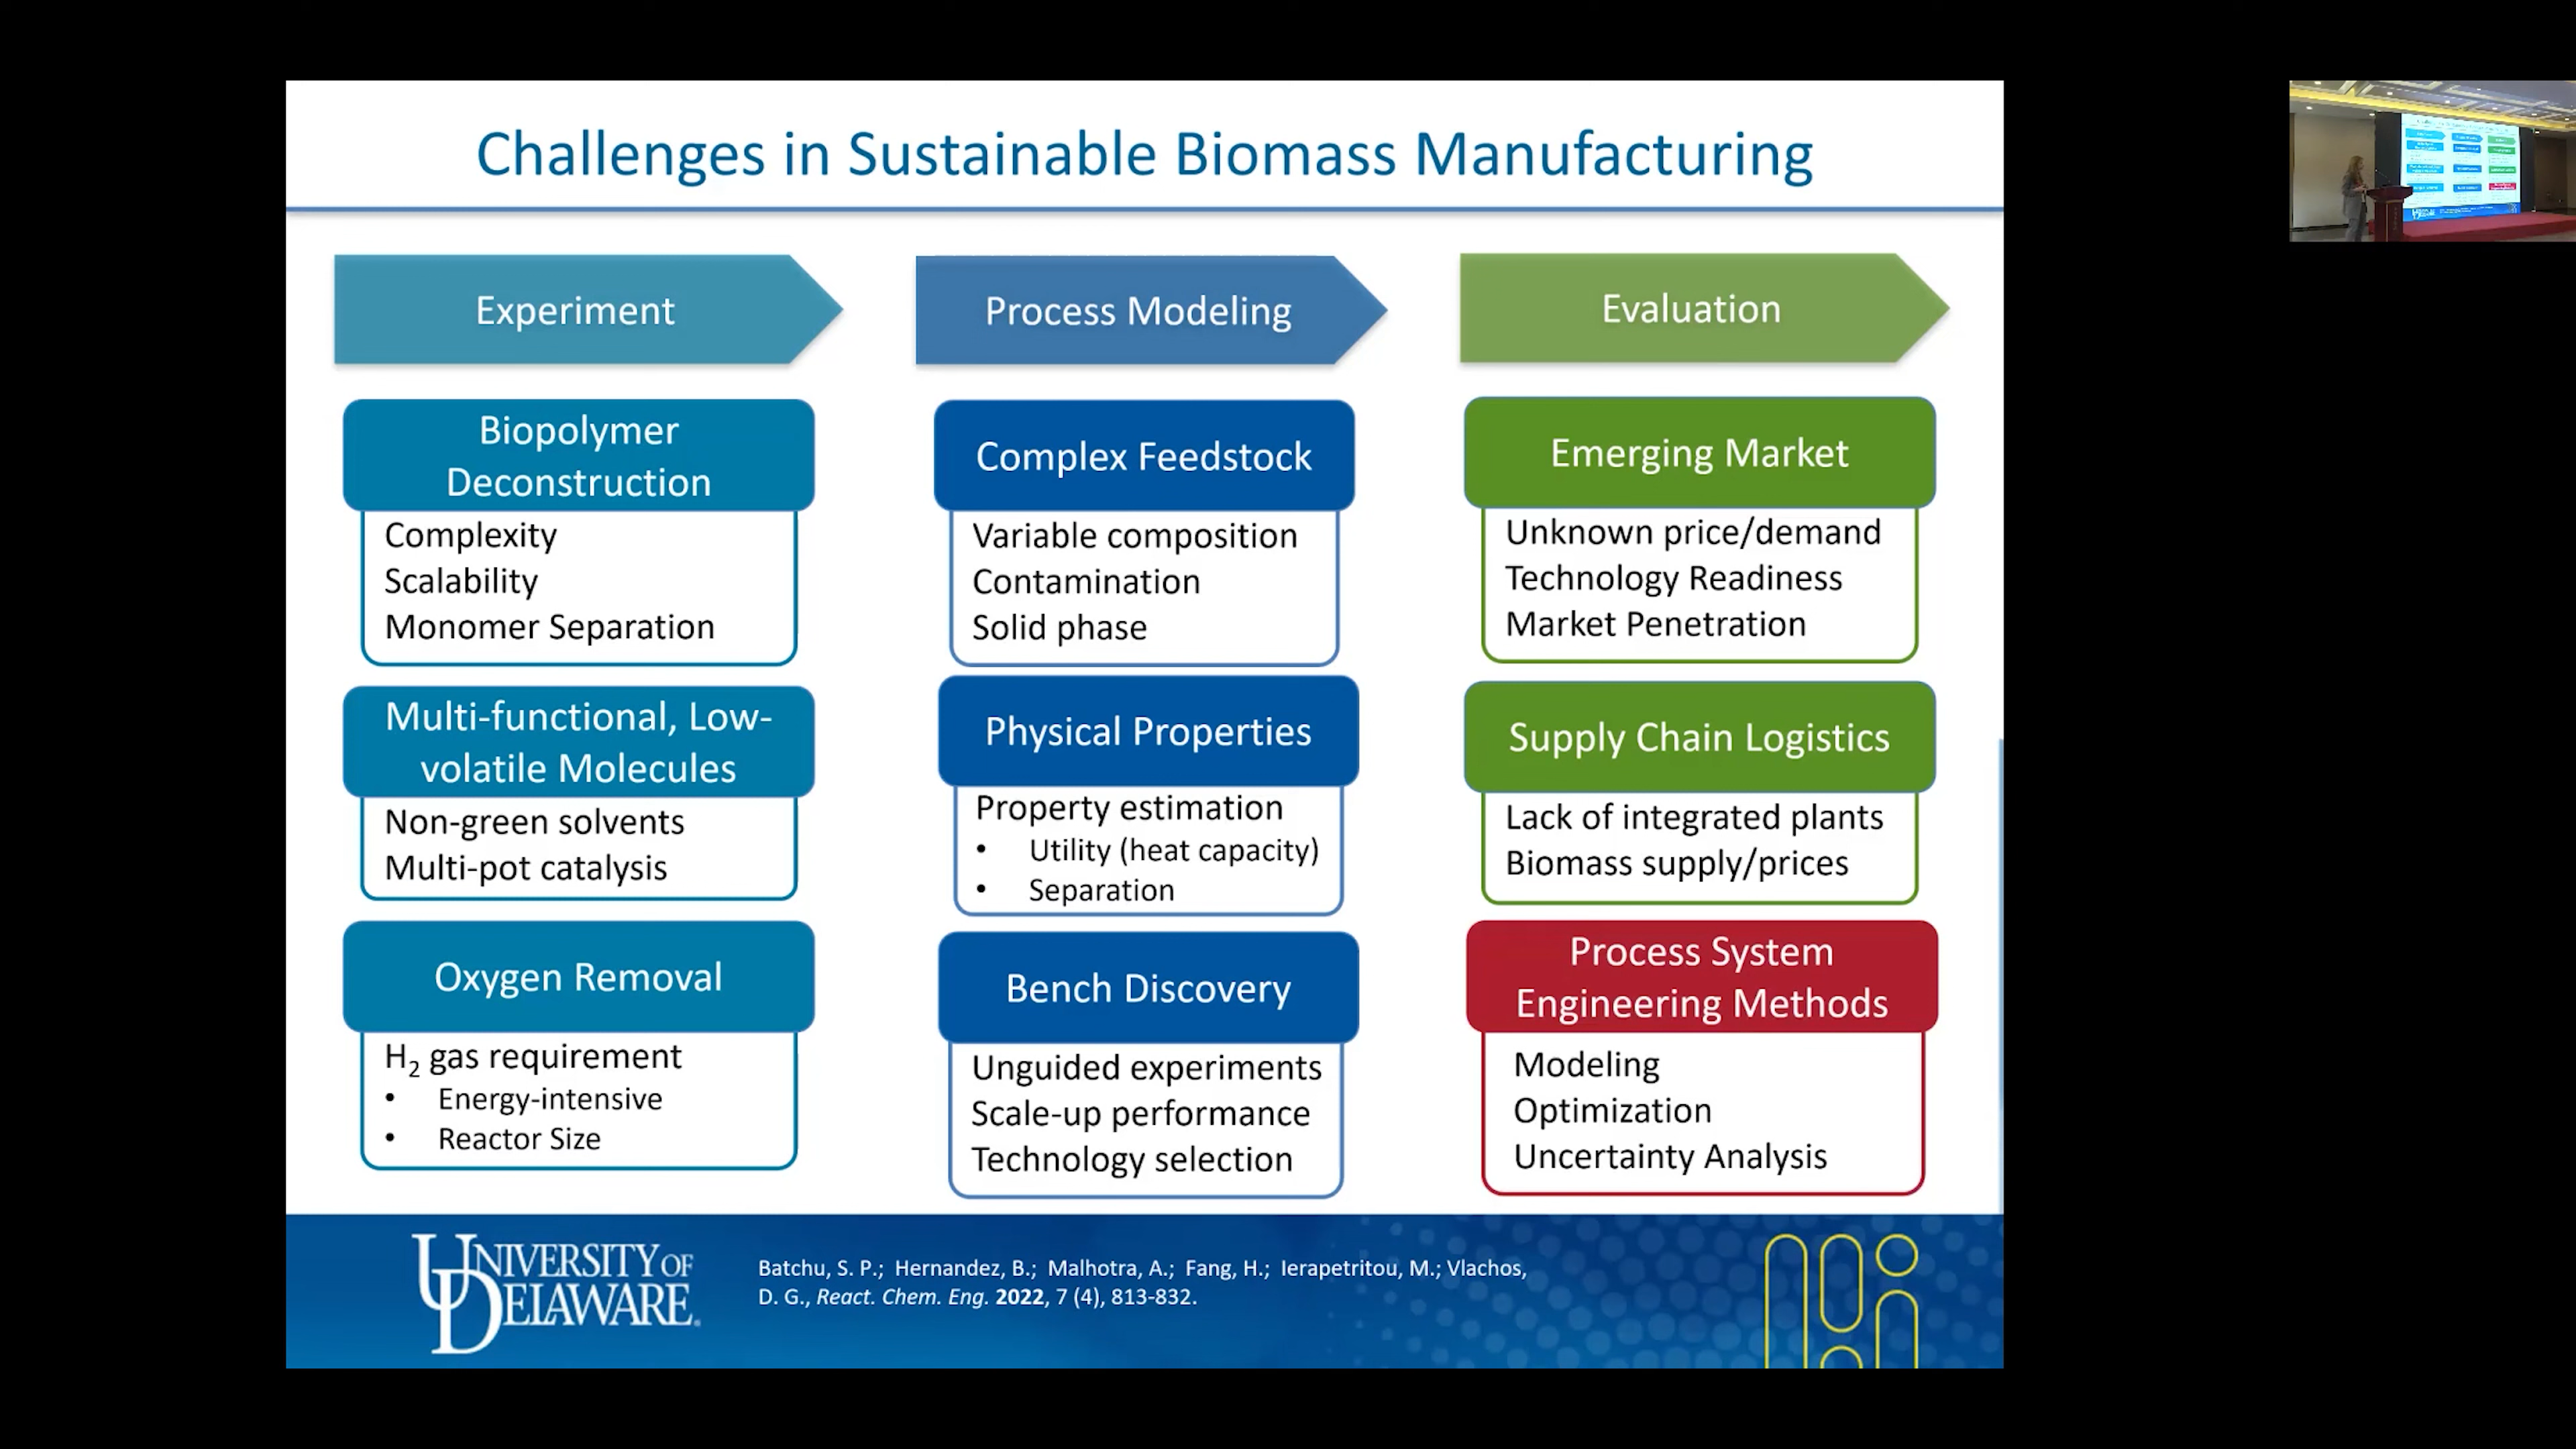 Challenges in Sustainable Biomass Manufacturing
Experiment
Biopolymer
Deconstruction
Complexity
Scalability
Monomer Separation
Multi-functional, Low-
volatile Molecules
Non-green solvents
Multi-pot catalysis
Oxygen Removal
H₂ gas requirement
• Energy-intensive
• Reactor Size
Process Modeling
Complex Feedstock
Variable composition
Contamination
Solid phase
Physical Properties
Property estimation
• Utility (heat capacity)
• Separation
Bench Discovery
Unguided experiments
Scale-up performance
Technology selection
Evaluation
Emerging Market
Unknown price/demand
Technology Readiness
Market Penetration
Supply Chain Logistics
Lack of integrated plants
Biomass supply/prices
Process System
Engineering Methods
Modeling
Optimization
Uncertainty Analysis
UNIVERSITY OF
DELAWARE
Batchu, S. P.; Hernandez, B.; Malhotra, A.; Fang, H.; Ierapetritou, M.; Vlachos,
D. G., React. Chem. Eng. 2022, 7 (4), 813-832.